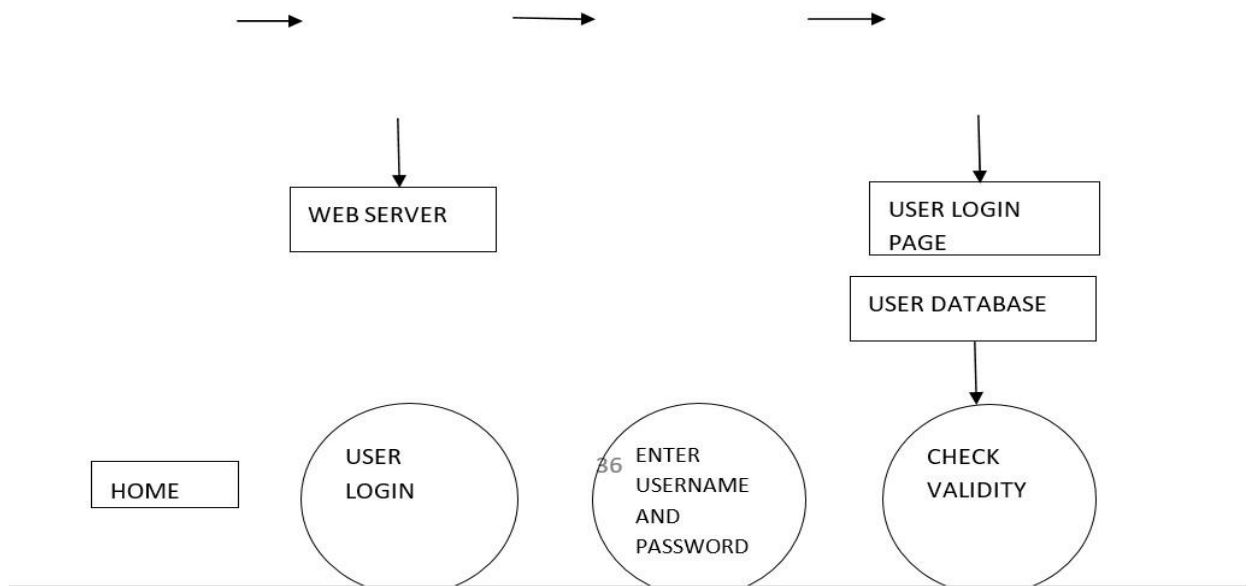 WEB SERVER
USER LOGIN
PAGE
USER DATABASE
HOME
USER
LOGIN
36
ENTER
USERNAME
AND
PASSWORD
CHECK
VALIDITY